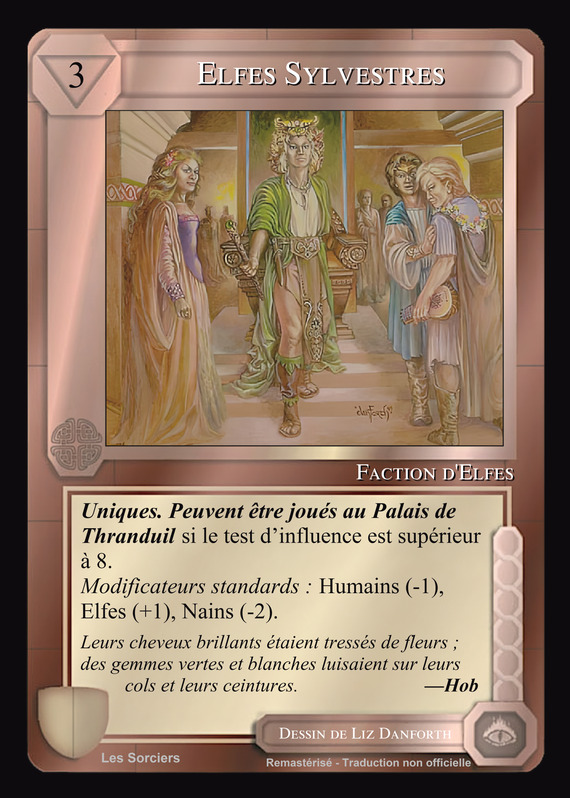 3
Elfes Sylvestres
danForth
Faction d'Elfes
Uniques. Peuvent être joués au Palais de
Thranduil si le test d'influence est supérieur
à 8.
Modificateurs standards : Humains (-1),
Elfes (+1), Nains (-2).
Leurs cheveux brillants étaient tressés de fleurs ;
des gemmes vertes et blanches luisaient sur leurs
cols et leurs ceintures. —Hob
Dessin de Liz Danforth
Les Sorciers
Remastérisé - Traduction non officielle